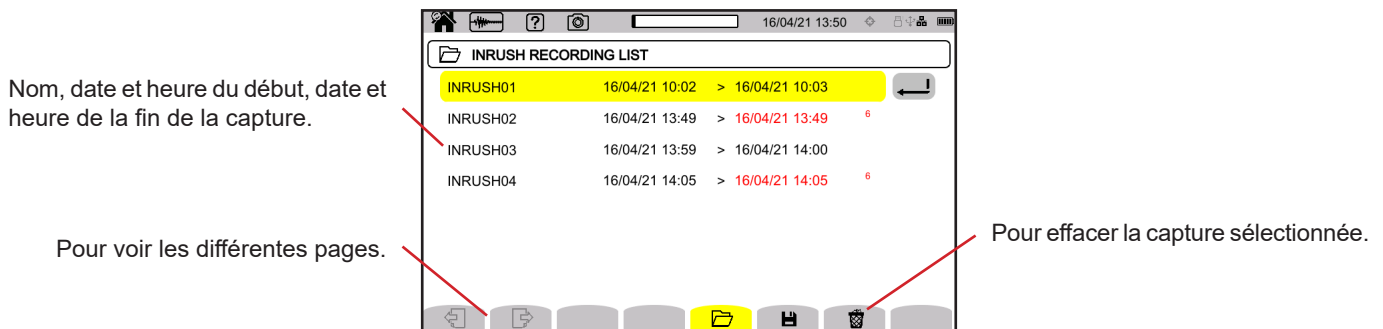 ?
16/04/21 13:50
INRUSH RECORDING LIST
INRUSH01 16/04/21 10:02 > 16/04/21 10:03
INRUSH02 16/04/21 13:49 > 16/04/21 13:49 6
INRUSH03 16/04/21 13:59 > 16/04/21 14:00
INRUSH04 16/04/21 14:05 > 16/04/21 14:05 6
Nom, date et heure du début, date et
heure de la fin de la capture.
Pour voir les différentes pages.
Pour effacer la capture sélectionnée.